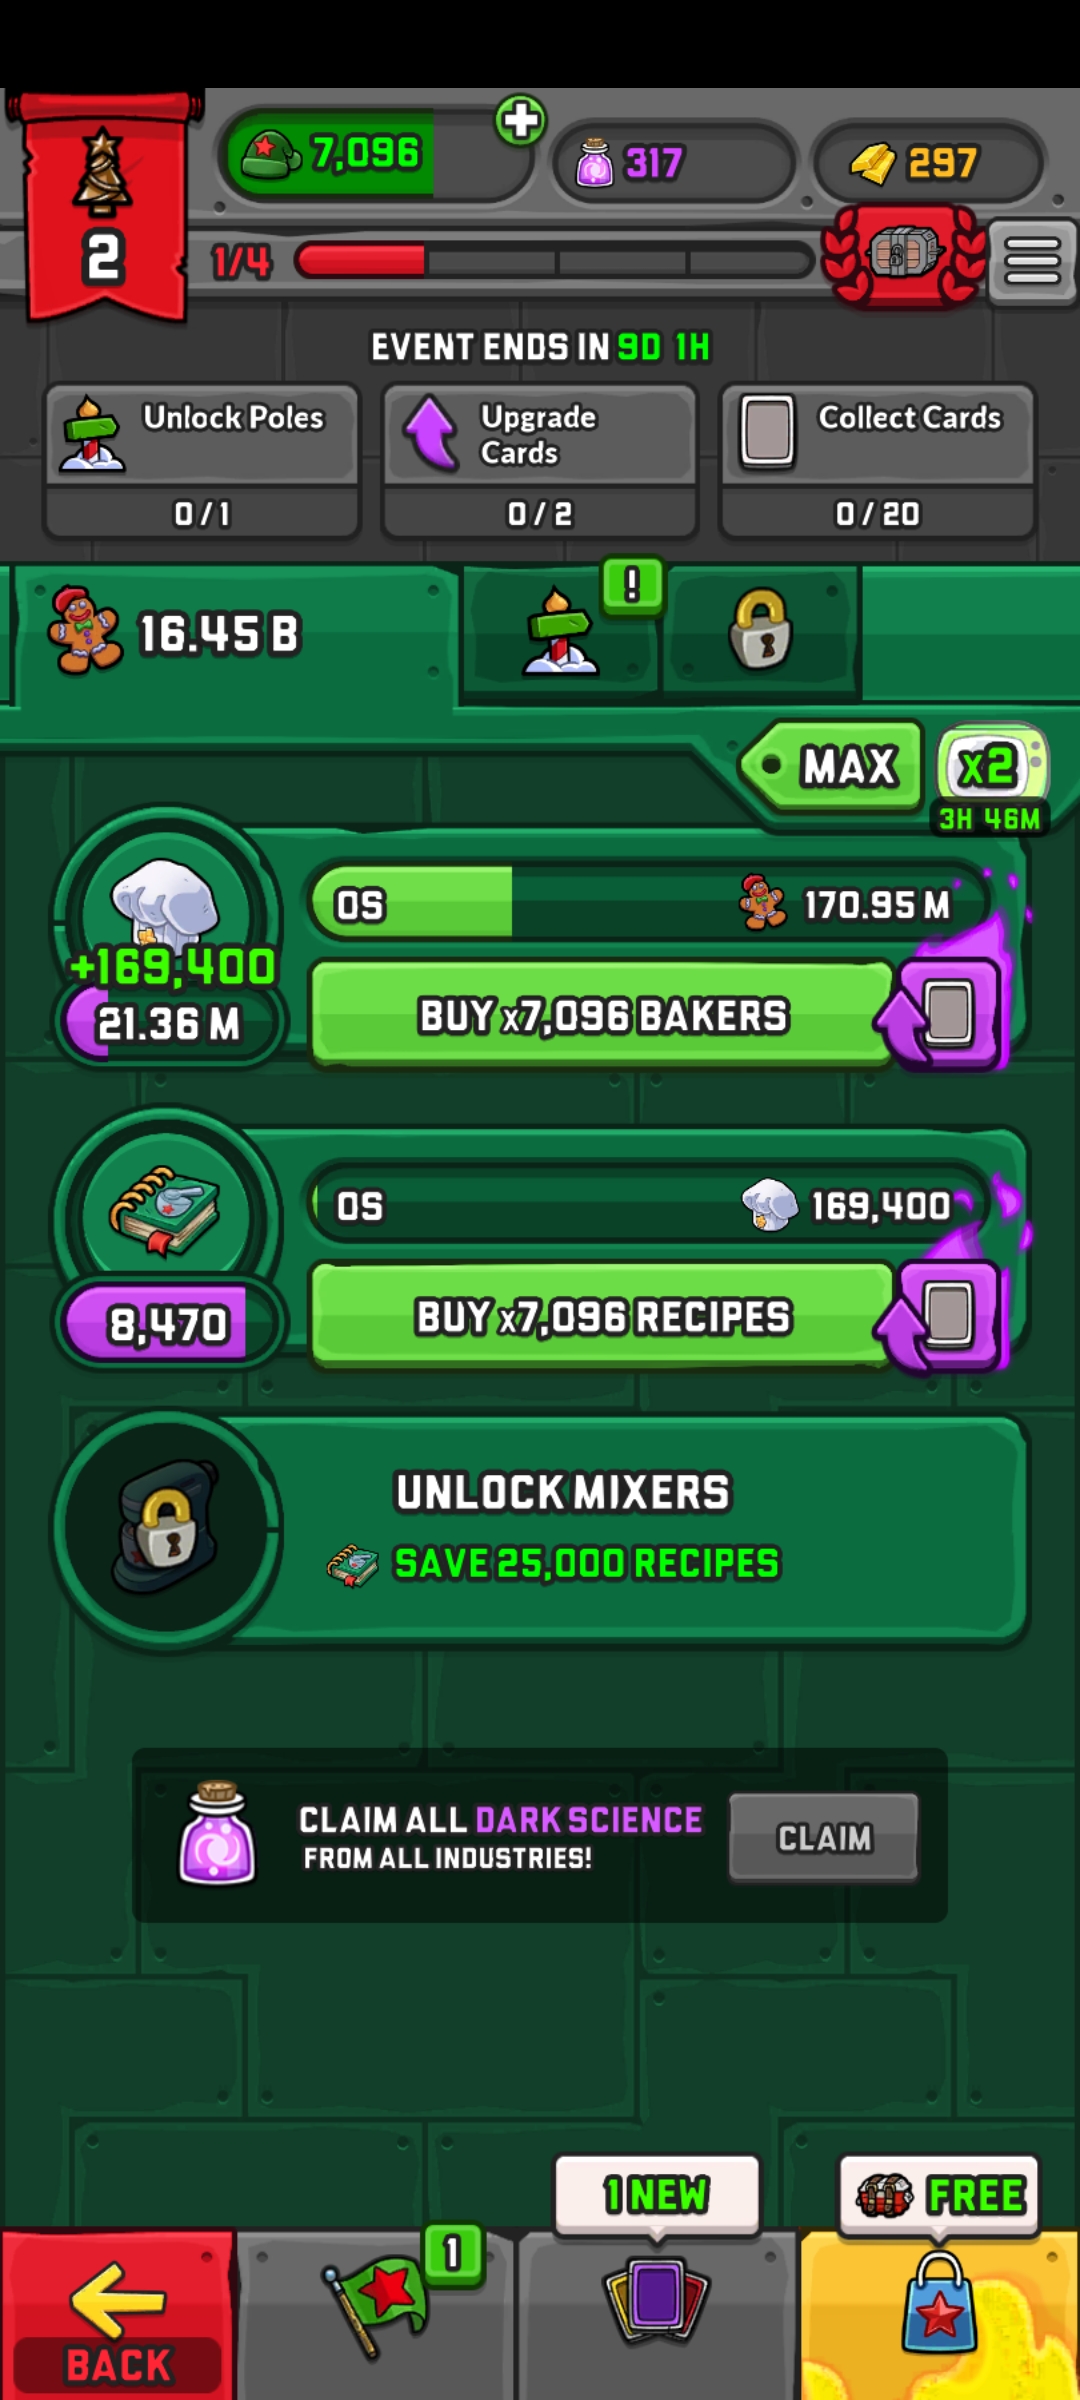 7,096
317
297
2
1/4
EVENT ENDS IN 9D 1H
Unlock Poles
0/1
Upgrade
Cards
0/2
Collect Cards
0/20
16.45 B
!
MAX
x2
3H 46M
0S
170.95 M
+169,400
21.36 M
BUY x7,096 BAKERS
0S
169,400
8,470
BUY x7,096 RECIPES
UNLOCK MIXERS
SAVE 25,000 RECIPES
CLAIM ALL DARK SCIENCE
FROM ALL INDUSTRIES!
CLAIM
1 NEW
FREE
1
BACK